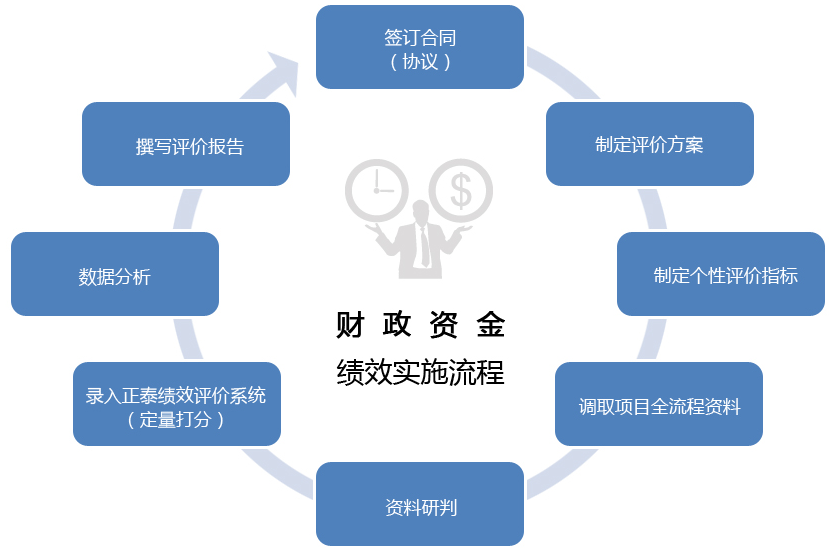 签订合同
（协议）
制定评价方案
制定个性评价指标
调取项目全流程资料
资料研判
录入正泰绩效评价系统
（定量打分）
数据分析
撰写评价报告
$
财政资金
绩效实施流程